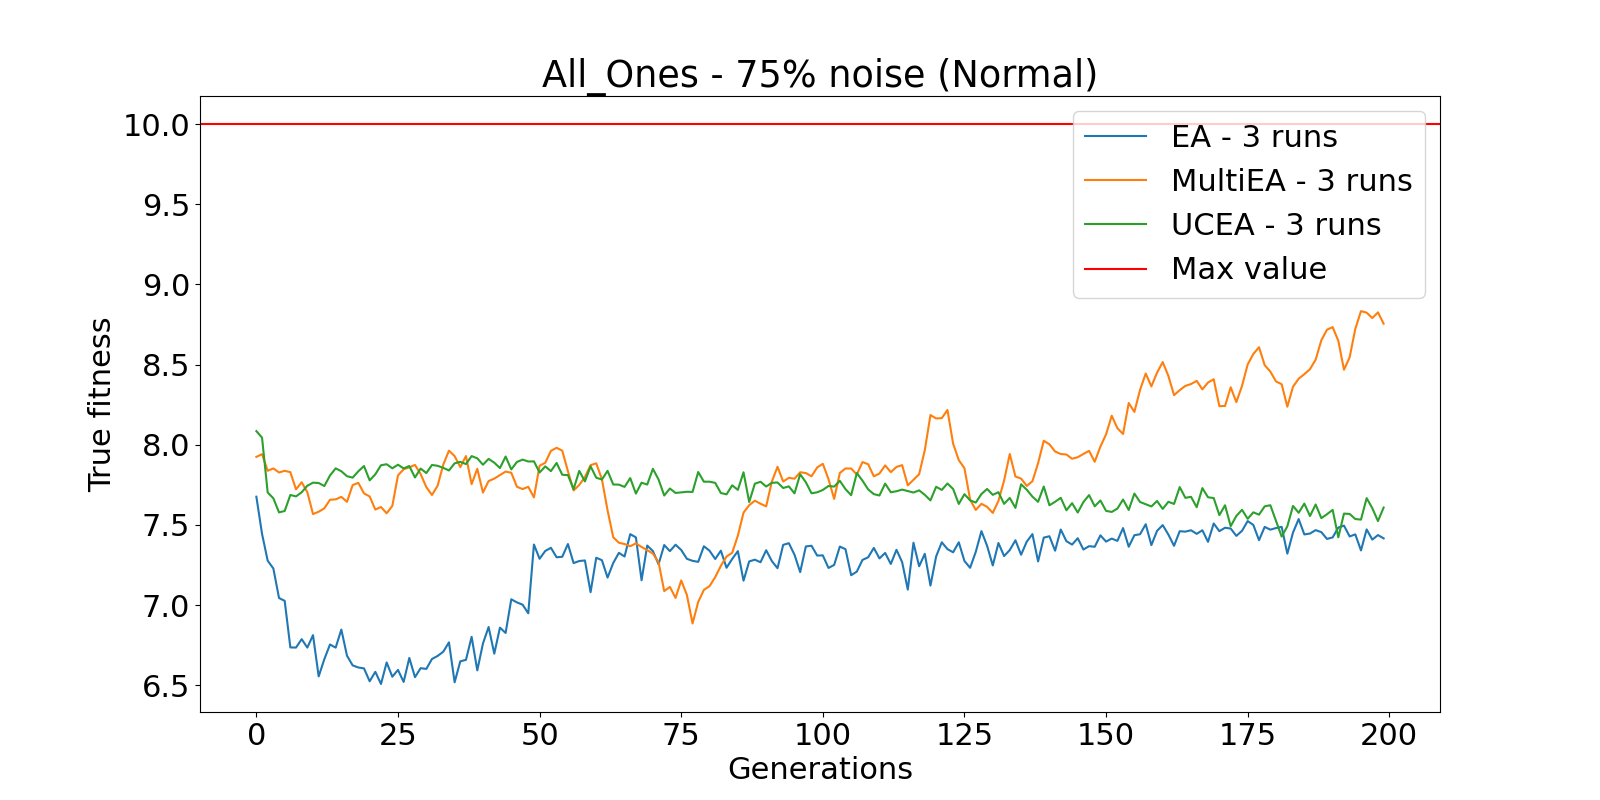 All_Ones - 75% noise (Normal)
10.0
9.5
9.0
8.5
8.0
7.5
7.0
6.5
True fitness
EA - 3 runs
MultiEA - 3 runs
UCEA - 3 runs
Max value
0 25 50 75 100 125 150 175 200
Generations